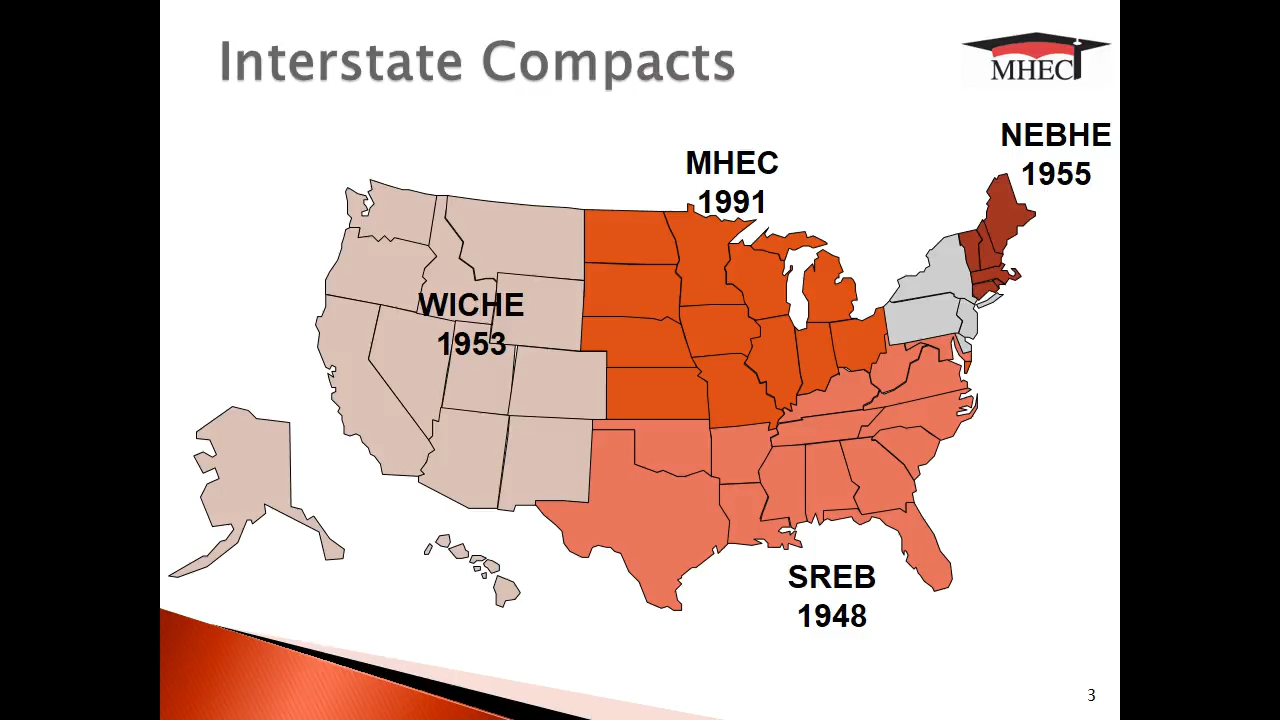 Interstate Compacts
MHEC
NEBHE
1955
MHEC
1991
WICHE
1953
SREB
1948
3